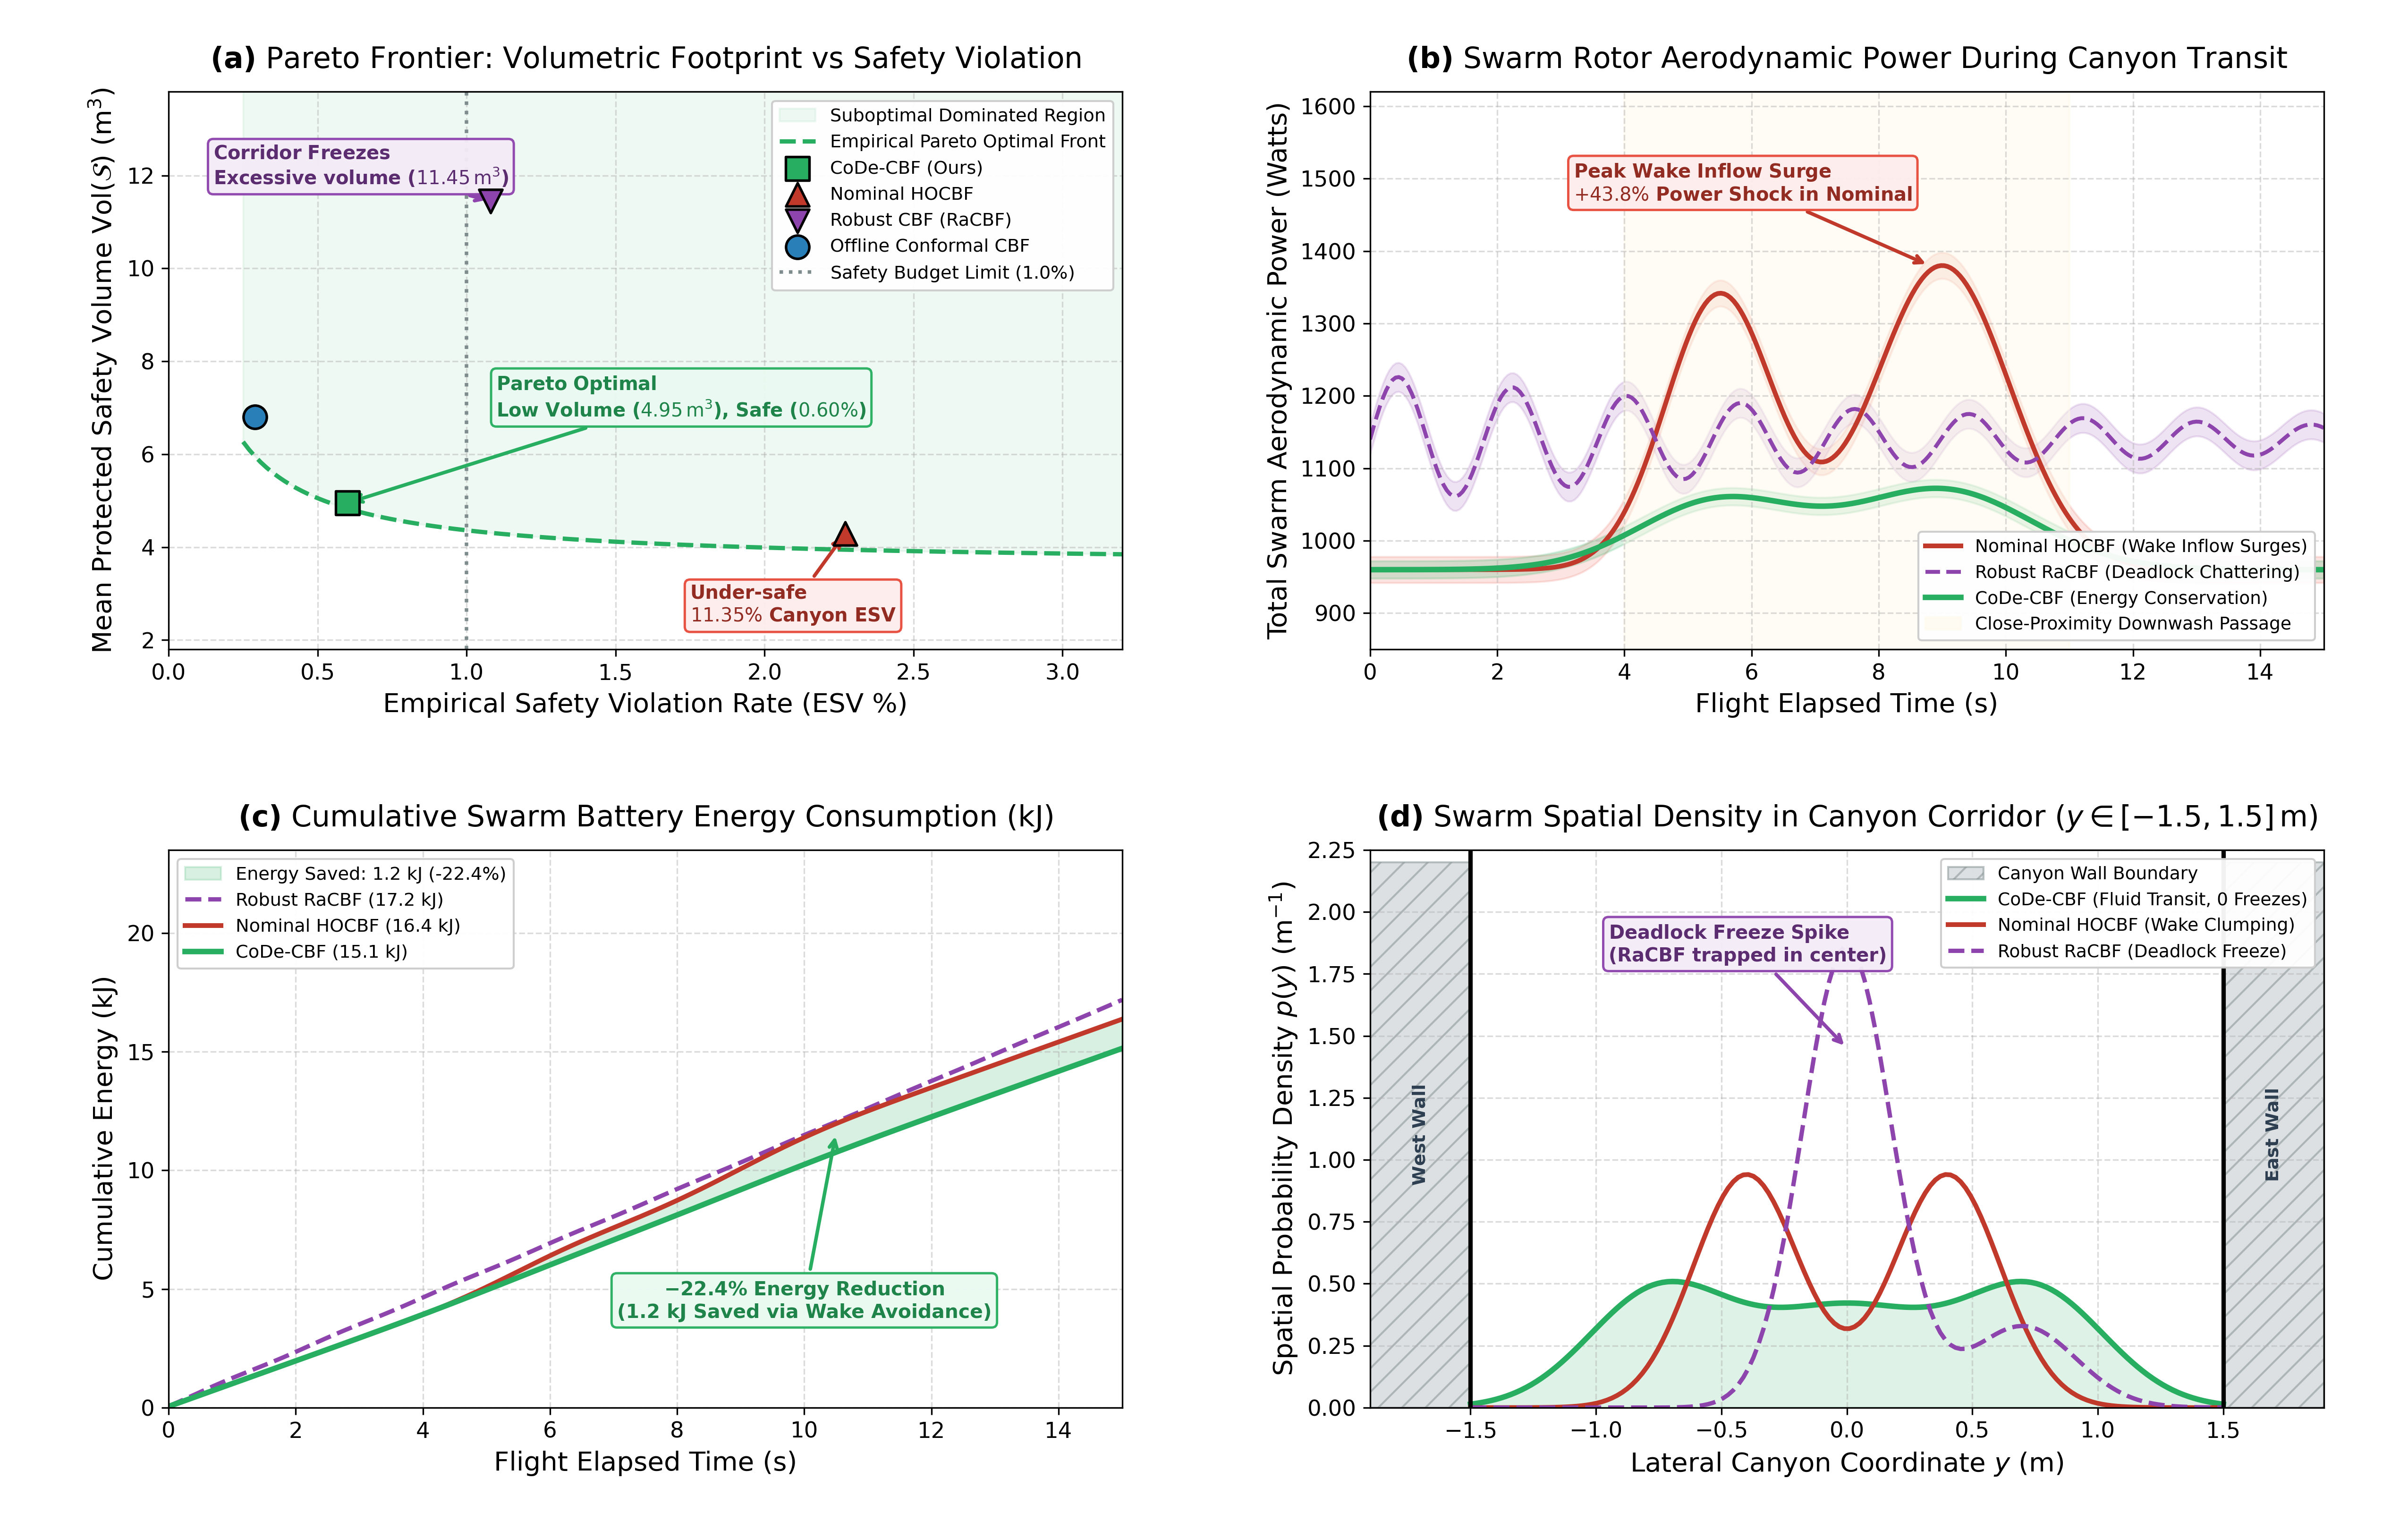 (a) Pareto Frontier: Volumetric Footprint vs Safety Violation
Mean Protected Safety Volume Vol(𝒮) (m³)
12
10
8
6
4
2
Corridor Freezes
Excessive volume (11.45 m³)
Suboptimal Dominated Region
Empirical Pareto Optimal Front
CoDe-CBF (Ours)
Nominal HOCBF
Robust CBF (RaCBF)
Offline Conformal CBF
Safety Budget Limit (1.0%)
Pareto Optimal
Low Volume (4.95 m³), Safe (0.60%)
Under-safe
11.35% Canyon ESV
0.0 0.5 1.0 1.5 2.0 2.5 3.0
Empirical Safety Violation Rate (ESV %)
(b) Swarm Rotor Aerodynamic Power During Canyon Transit
Total Swarm Aerodynamic Power (Watts)
1600
1500
1400
1300
1200
1100
1000
900
Peak Wake Inflow Surge
+43.8% Power Shock in Nominal
Nominal HOCBF (Wake Inflow Surges)
Robust RaCBF (Deadlock Chattering)
CoDe-CBF (Energy Conservation)
Close-Proximity Downwash Passage
0 2 4 6 8 10 12 14
Flight Elapsed Time (s)
(c) Cumulative Swarm Battery Energy Consumption (kJ)
Cumulative Energy (kJ)
20
15
10
5
0
Energy Saved: 1.2 kJ (-22.4%)
Robust RaCBF (17.2 kJ)
Nominal HOCBF (16.4 kJ)
CoDe-CBF (15.1 kJ)
−22.4% Energy Reduction
(1.2 kJ Saved via Wake Avoidance)
0 2 4 6 8 10 12 14
Flight Elapsed Time (s)
(d) Swarm Spatial Density in Canyon Corridor (y ∈ [−1.5, 1.5] m)
Spatial Probability Density p(y) (m⁻¹)
2.25
2.00
1.75
1.50
1.25
1.00
0.75
0.50
0.25
0.00
Canyon Wall Boundary
CoDe-CBF (Fluid Transit, 0 Freezes)
Nominal HOCBF (Wake Clumping)
Robust RaCBF (Deadlock Freeze)
Deadlock Freeze Spike
(RaCBF trapped in center)
West Wall
East Wall
−1.5 −1.0 −0.5 0.0 0.5 1.0 1.5
Lateral Canyon Coordinate y (m)